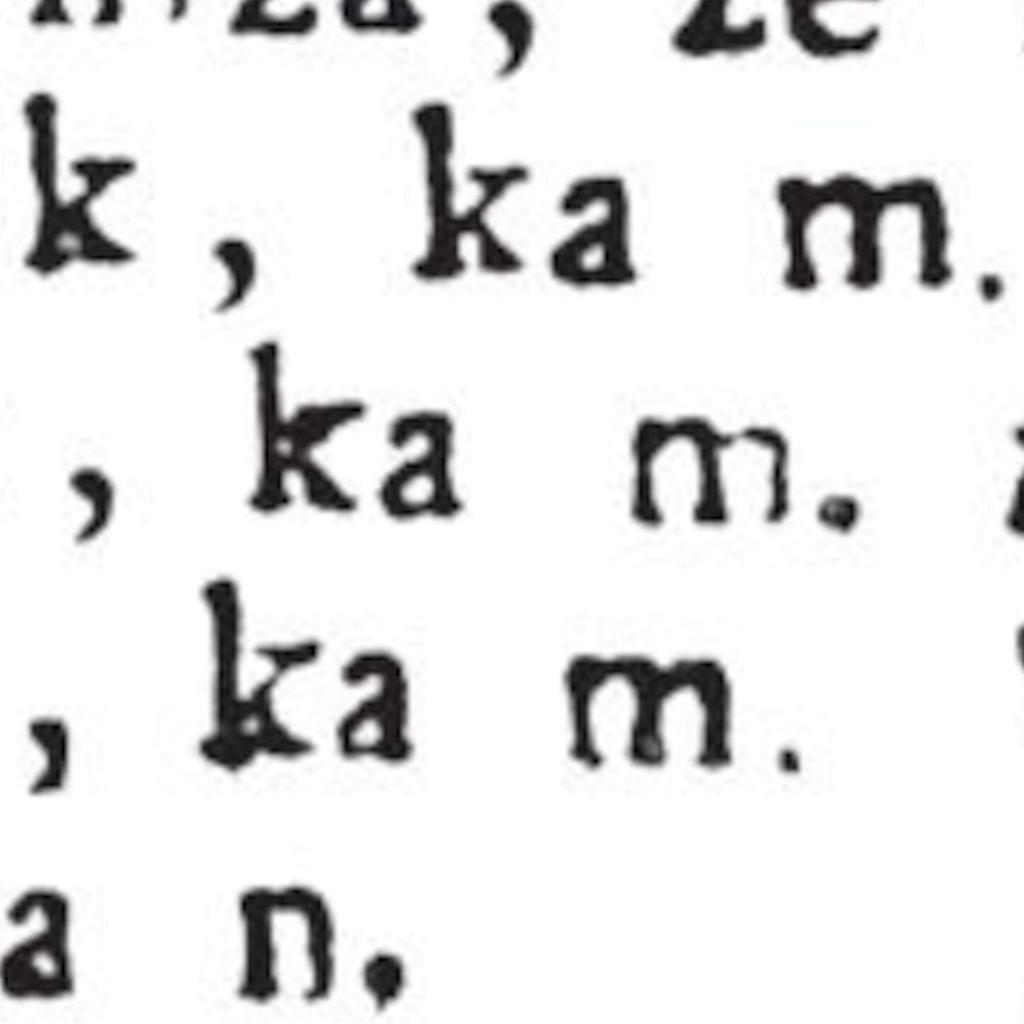 k, ka m.
, ka m.
, ka m.
a n.